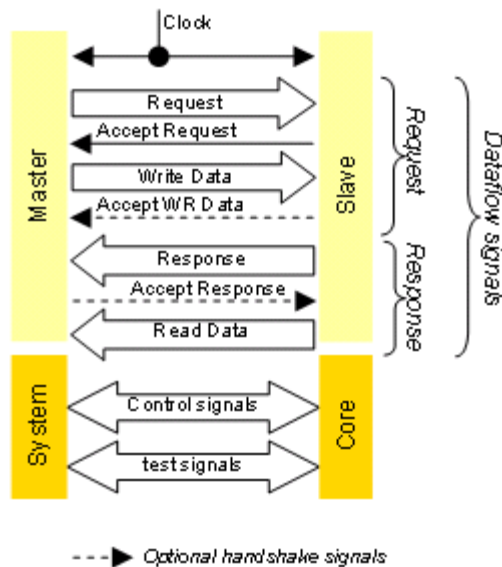 Clock
Request
Accept Request
Write Data
Accept WR Data
Response
Accept Response
Read Data
Master
Slave
Request
Response
Dataflow signals
System
Core
Control signals
test signals
Optional handshake signals